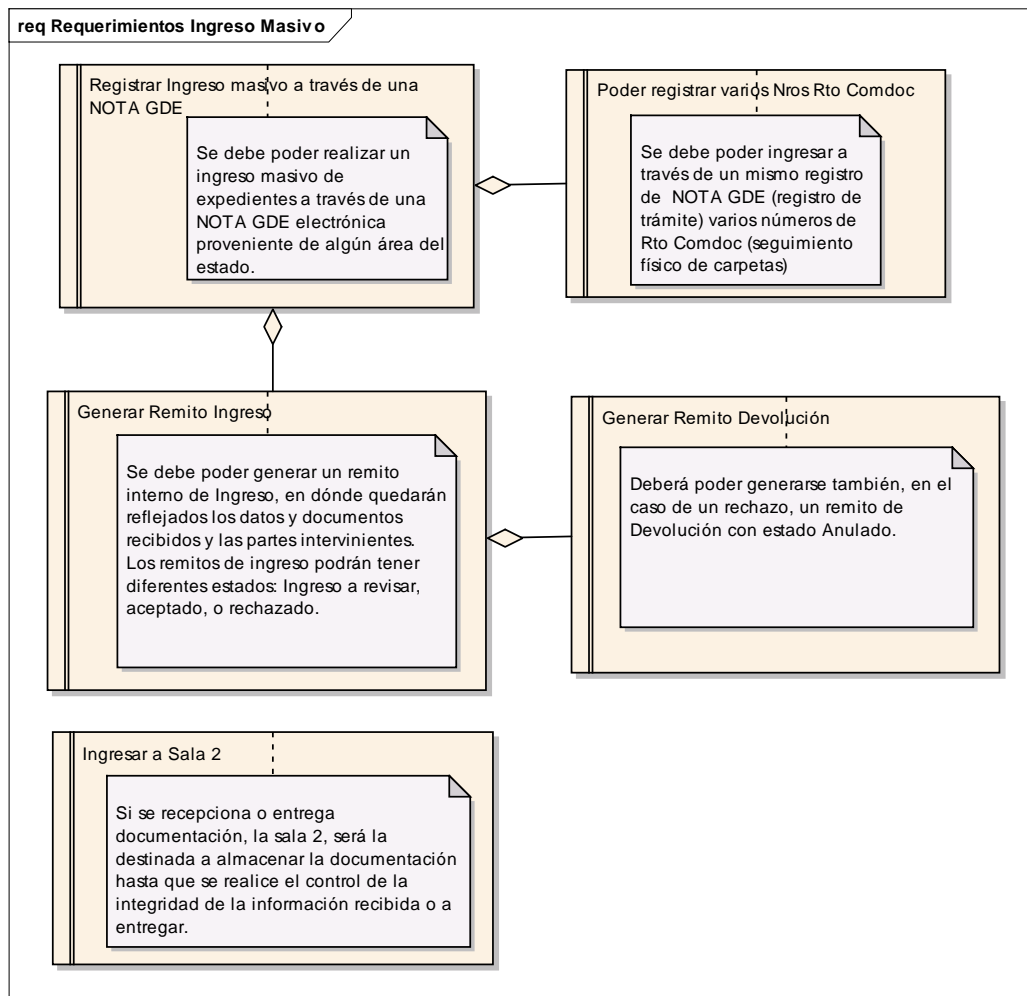 req Requerimientos Ingreso Masivo
Registrar Ingreso masivo a través de una
NOTA GDE
Se debe poder realizar un
ingreso masivo de
expedientes a través de una
NOTA GDE electrónica
proveniente de algún área del
estado.
Poder registrar varios Nros Rto Comdoc
Se debe poder ingresar a
través de un mismo registro
de NOTA GDE (registro de
trámite) varios números de
Rto Comdoc (seguimiento
físico de carpetas)
Generar Remito Ingreso
Se debe poder generar un remito
interno de Ingreso, en dónde quedarán
reflejados los datos y documentos
recibidos y las partes intervinientes.
Los remitos de ingreso podrán tener
diferentes estados: Ingreso a revisar,
aceptado, o rechazado.
Generar Remito Devolución
Deberá poder generarse también, en el
caso de un rechazo, un remito de
Devolución con estado Anulado.
Ingresar a Sala 2
Si se recepciona o entrega
documentación, la sala 2, será la
destinada a almacenar la documentación
hasta que se realice el control de la
integridad de la información recibida o a
entregar.